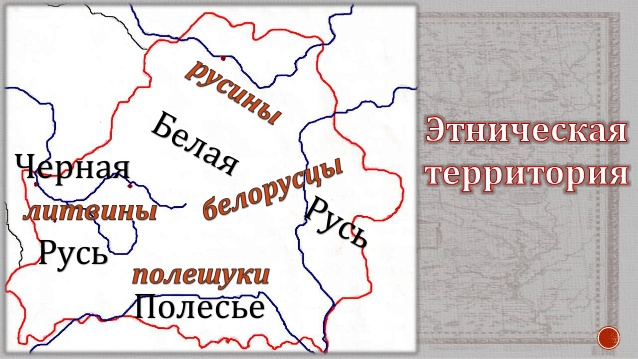 русины
Белая
Русь
белорусцы
Черная
Русь
литвины
полешуки
Полесье
Этническая
территория